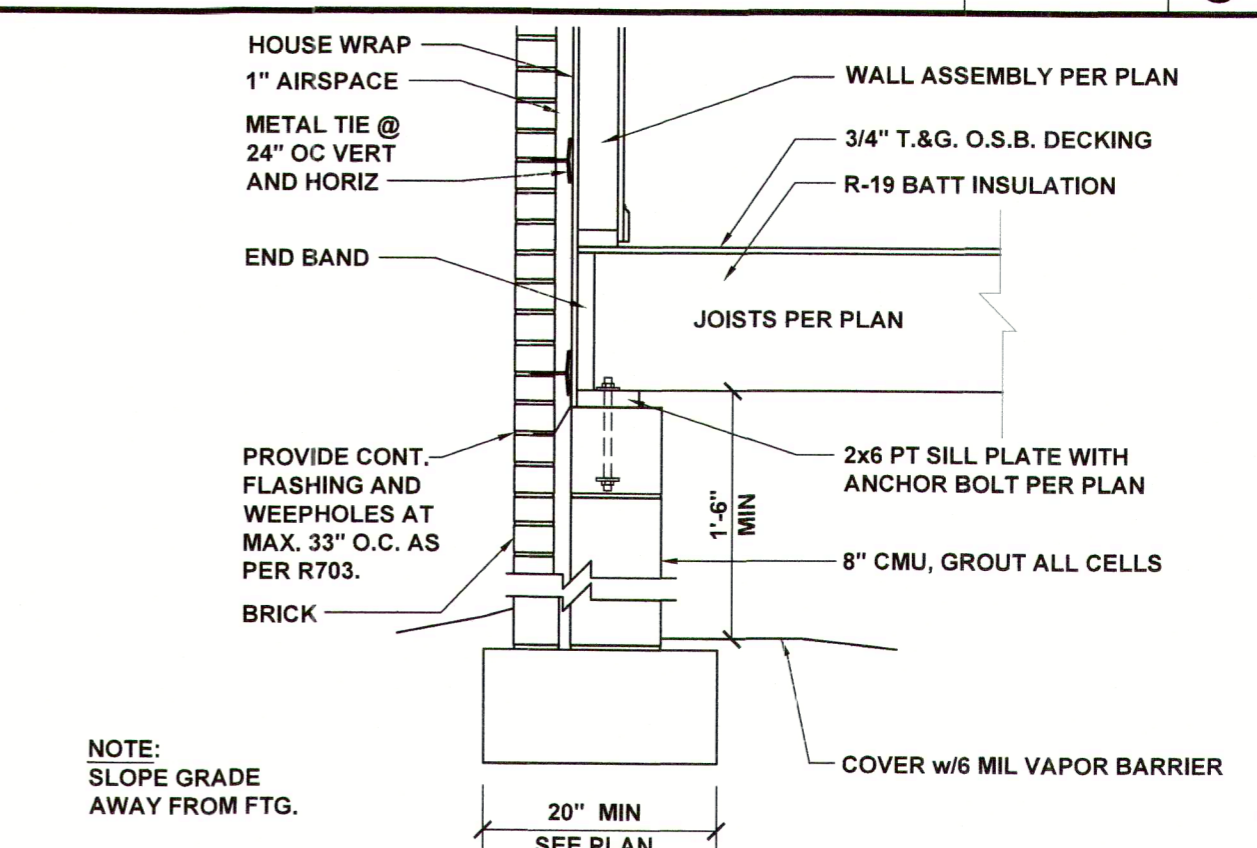 HOUSE WRAP
1" AIRSPACE
METAL TIE @
24" OC VERT
AND HORIZ
END BAND
PROVIDE CONT.
FLASHING AND
WEEPHOLES AT
MAX. 33" O.C. AS
PER R703.
BRICK
WALL ASSEMBLY PER PLAN
3/4" T.&G. O.S.B. DECKING
R-19 BATT INSULATION
JOISTS PER PLAN
2x6 PT SILL PLATE WITH
ANCHOR BOLT PER PLAN
1'-6"
MIN
8" CMU, GROUT ALL CELLS
COVER w/6 MIL VAPOR BARRIER
NOTE:
SLOPE GRADE
AWAY FROM FTG.
20" MIN
SEE PLAN